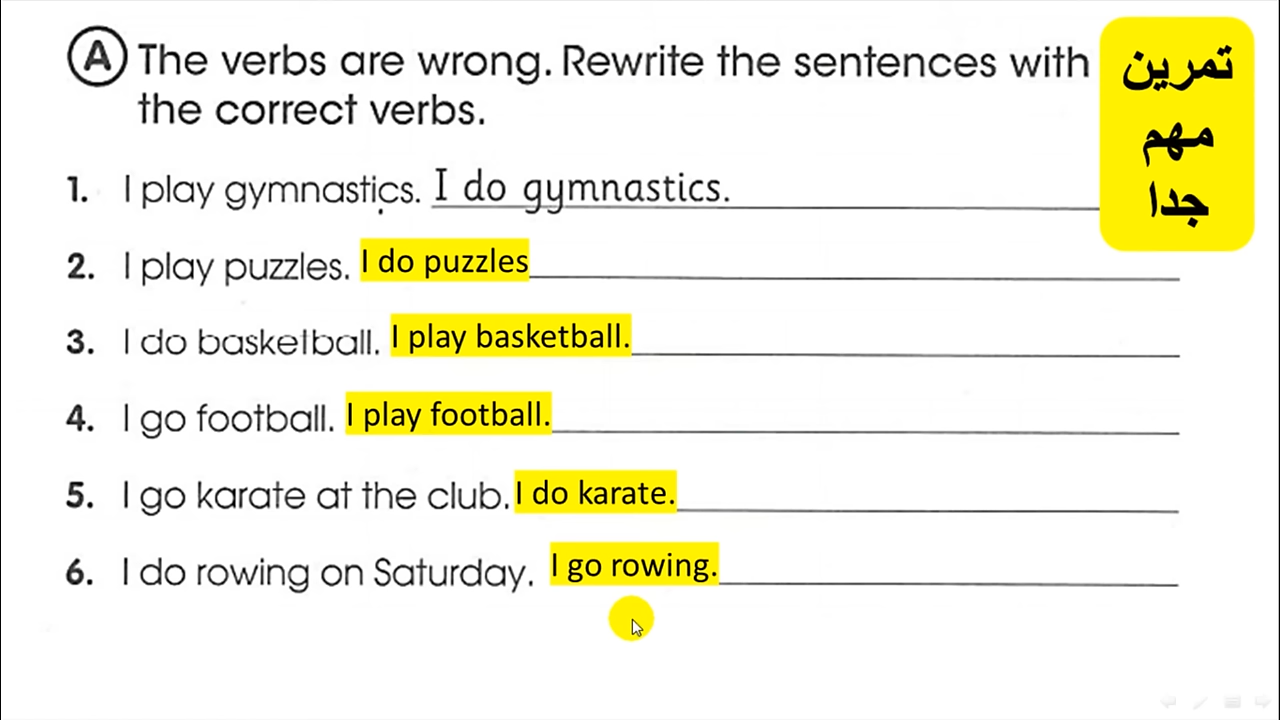 A The verbs are wrong. Rewrite the sentences with
the correct verbs.
تمرين
مهم
جدا
1. I play gymnastics. I do gymnastics.
2. I play puzzles. I do puzzles
3. I do basketball. I play basketball.
4. I go football. I play football.
5. I go karate at the club. I do karate.
6. I do rowing on Saturday. I go rowing.